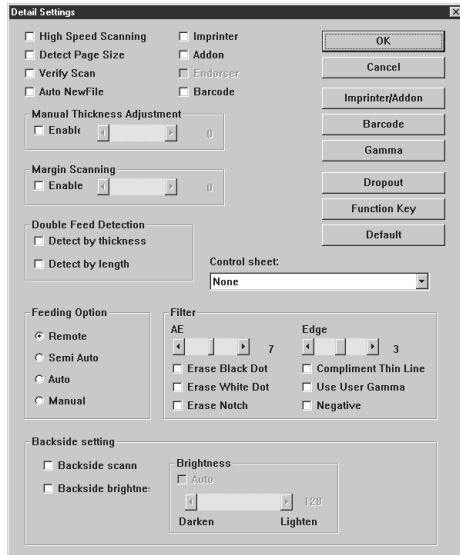 Detail Settings
High Speed Scanning
Detect Page Size
Verify Scan
Auto NewFile
Imprinter
Addon
Endorser
Barcode
OK
Cancel
Imprinter/Addon
Barcode
Gamma
Dropout
Function Key
Default
Manual Thickness Adjustment
Enable 0
Margin Scanning
Enable 0
Double Feed Detection
Detect by thickness
Detect by length
Control sheet:
None
Feeding Option
Remote
Semi Auto
Auto
Manual
Filter
AE
7
Erase Black Dot
Erase White Dot
Erase Notch
Edge
3
Compliment Thin Line
Use User Gamma
Negative
Backside setting
Backside scann
Backside brightne
Brightness
Auto
128
Darken Lighten